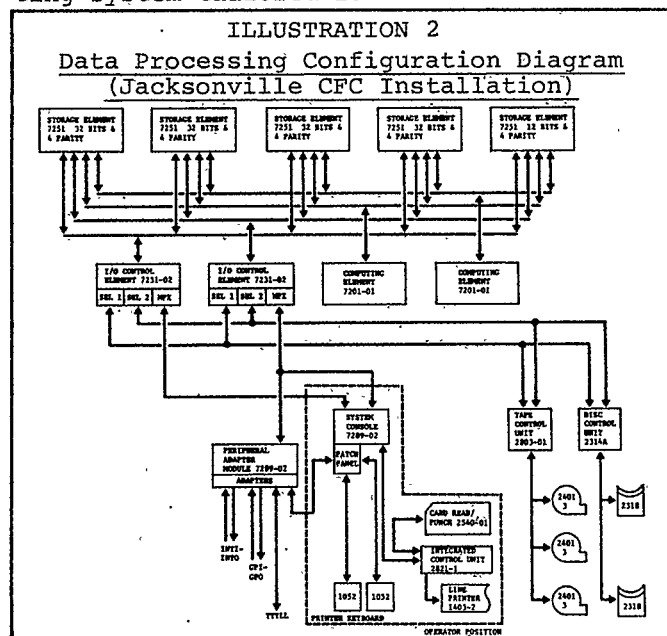 ILLUSTRATION 2
Data Processing Configuration Diagram
(Jacksonville CFC Installation)
STORAGE ELEMENT
7251 32 BITS &
4 PARITY
STORAGE ELEMENT
7251 32 BITS &
4 PARITY
STORAGE ELEMENT
7251 32 BITS &
4 PARITY
STORAGE ELEMENT
7251 32 BITS &
4 PARITY
STORAGE ELEMENT
7251 32 BITS &
4 PARITY
I/O CONTROL
ELEMENT 7231-02
SEL 1 SEL 2 MPX
I/O CONTROL
ELEMENT 7231-02
SEL 1 SEL 2 MPX
COMPUTING
ELEMENT
7201-01
COMPUTING
ELEMENT
7201-01
SYSTEM
CONSOLE
7289-02
PATCH
PANEL
TAPE
CONTROL
UNIT
2803-01
DISC
CONTROL
UNIT
2314A
PERIPHERAL
ADAPTER
MODULE 7289-02
ADAPTERS
CARD READ/
PUNCH 2540-01
INTEGRATED
CONTROL UNIT
2821-1
LINE
PRINTER
1403-2
2401
3
2401
3
2401
3
2318
2318
INTI-
INTO
GPI-
GPO
TTYLL
1052
1052
PRINTER KEYBOARD
OPERATOR POSITION